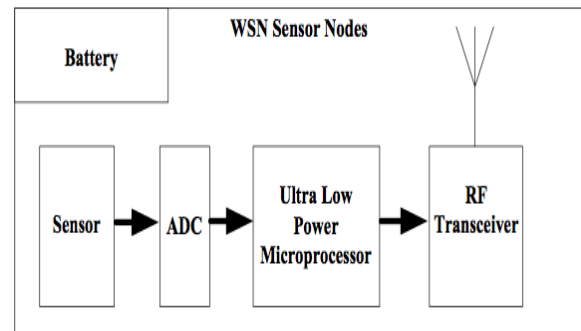 WSN Sensor Nodes
Battery
Sensor
ADC
Ultra Low
Power
Microprocessor
RF
Transceiver